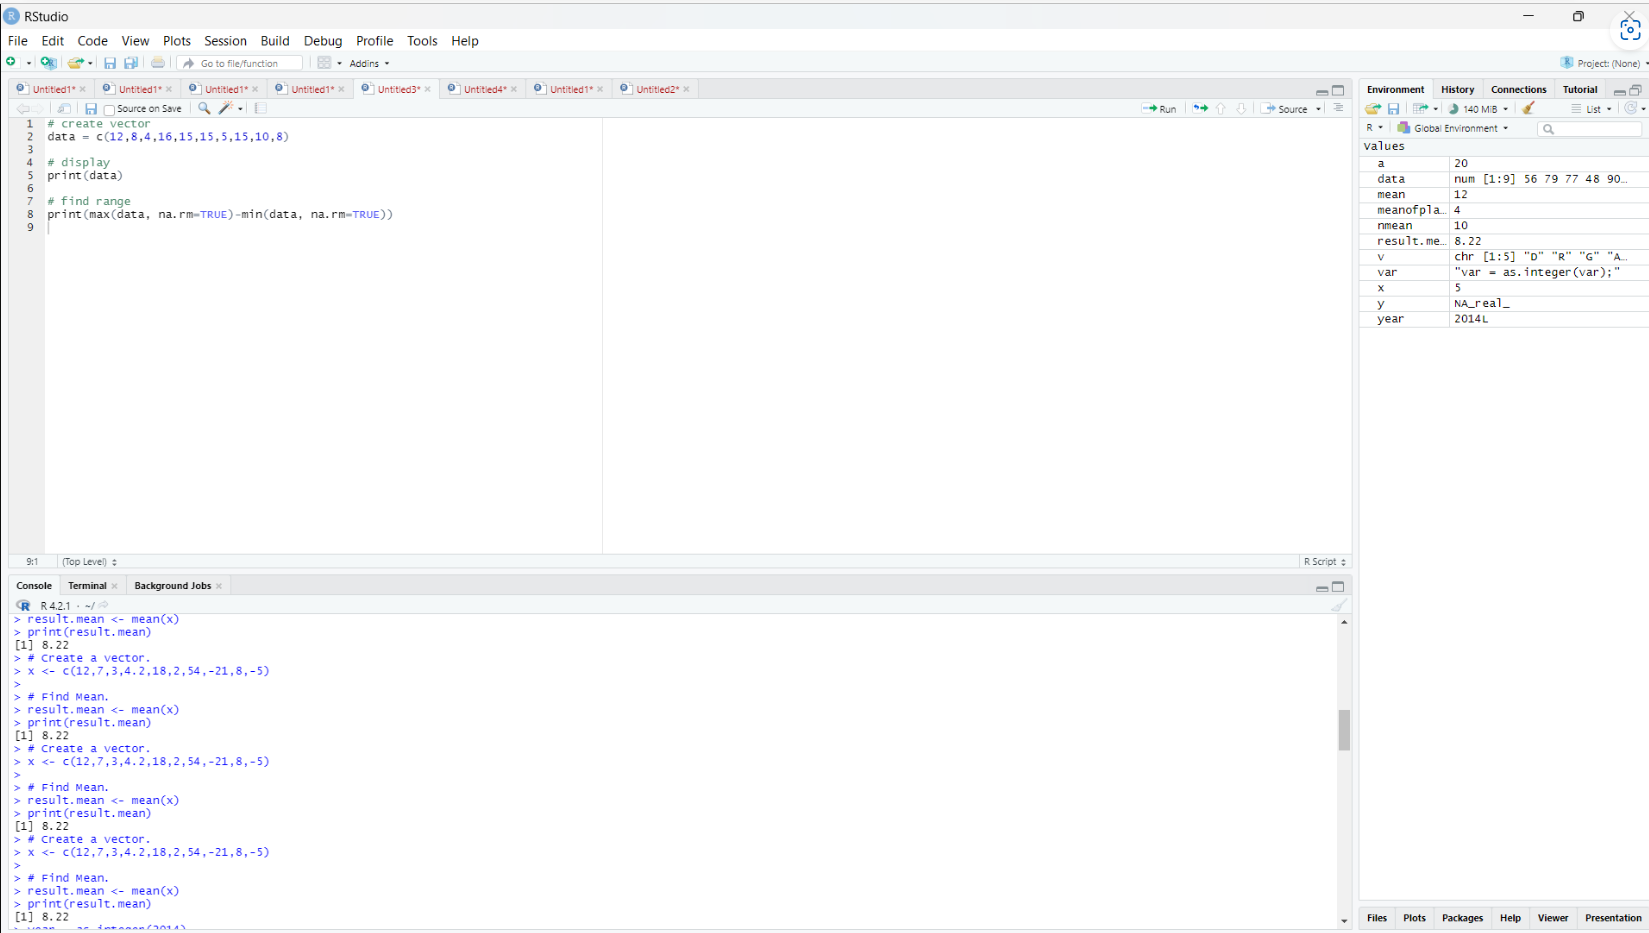 RStudio
File Edit Code View Plots Session Build Debug Profile Tools Help
Go to file/function Addins Project: (None)
Untitled1* Untitled1* Untitled1* Untitled1* Untitled3* Untitled4* Untitled1* Untitled2*
Source on Save Run Source
1 # create vector
2 data = c(12,8,4,16,15,15,5,15,10,8)
3
4 # display
5 print(data)
6
7 # find range
8 print(max(data, na.rm=TRUE)-min(data, na.rm=TRUE))
9
9:1 (Top Level) R Script
Console Terminal Background Jobs
R 4.2.1 · ~/
> result.mean <- mean(x)
> print(result.mean)
[1] 8.22
> # Create a vector.
> x <- c(12,7,3,4.2,18,2,54,-21,8,-5)
>
> # Find Mean.
> result.mean <- mean(x)
> print(result.mean)
[1] 8.22
> # Create a vector.
> x <- c(12,7,3,4.2,18,2,54,-21,8,-5)
>
> # Find Mean.
> result.mean <- mean(x)
> print(result.mean)
[1] 8.22
> # Create a vector.
> x <- c(12,7,3,4.2,18,2,54,-21,8,-5)
>
> # Find Mean.
> result.mean <- mean(x)
> print(result.mean)
[1] 8.22
> year = as.integer(2014)
Environment History Connections Tutorial
140 MiB List
R Global Environment
Values
a 20
data num [1:9] 56 79 77 48 90…
mean 12
meanofpla… 4
nmean 10
result.me… 8.22
v chr [1:5] "D" "R" "G" "A…
var "var = as.integer(var);"
x 5
y NA_real_
year 2014L
Files Plots Packages Help Viewer Presentation